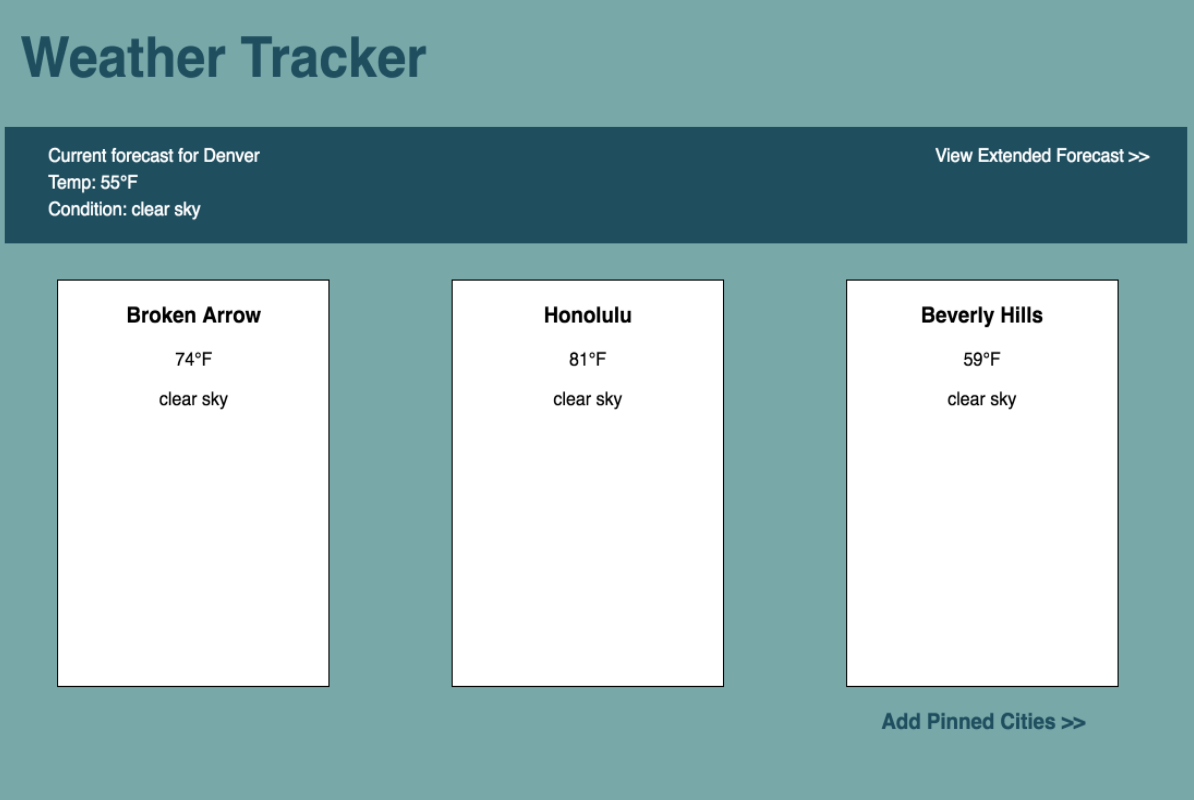 Weather Tracker
Current forecast for Denver
View Extended Forecast >>
Temp: 55°F
Condition: clear sky
Broken Arrow
74°F
clear sky
Honolulu
81°F
clear sky
Beverly Hills
59°F
clear sky
Add Pinned Cities >>